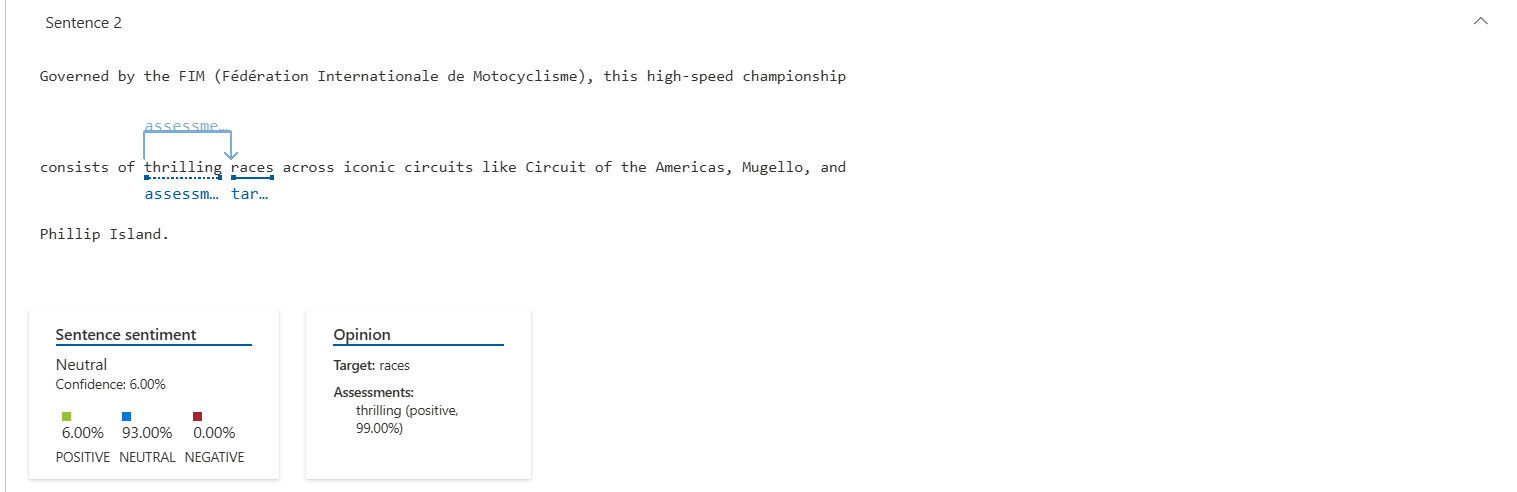 Sentence 2
Governed by the FIM (Fédération Internationale de Motocyclisme), this high-speed championship
assessme…
consists of thrilling races across iconic circuits like Circuit of the Americas, Mugello, and
assessm… tar…
Phillip Island.
Sentence sentiment
Neutral
Confidence: 6.00%
6.00% 93.00% 0.00%
POSITIVE NEUTRAL NEGATIVE
Opinion
Target: races
Assessments:
thrilling (positive,
99.00%)